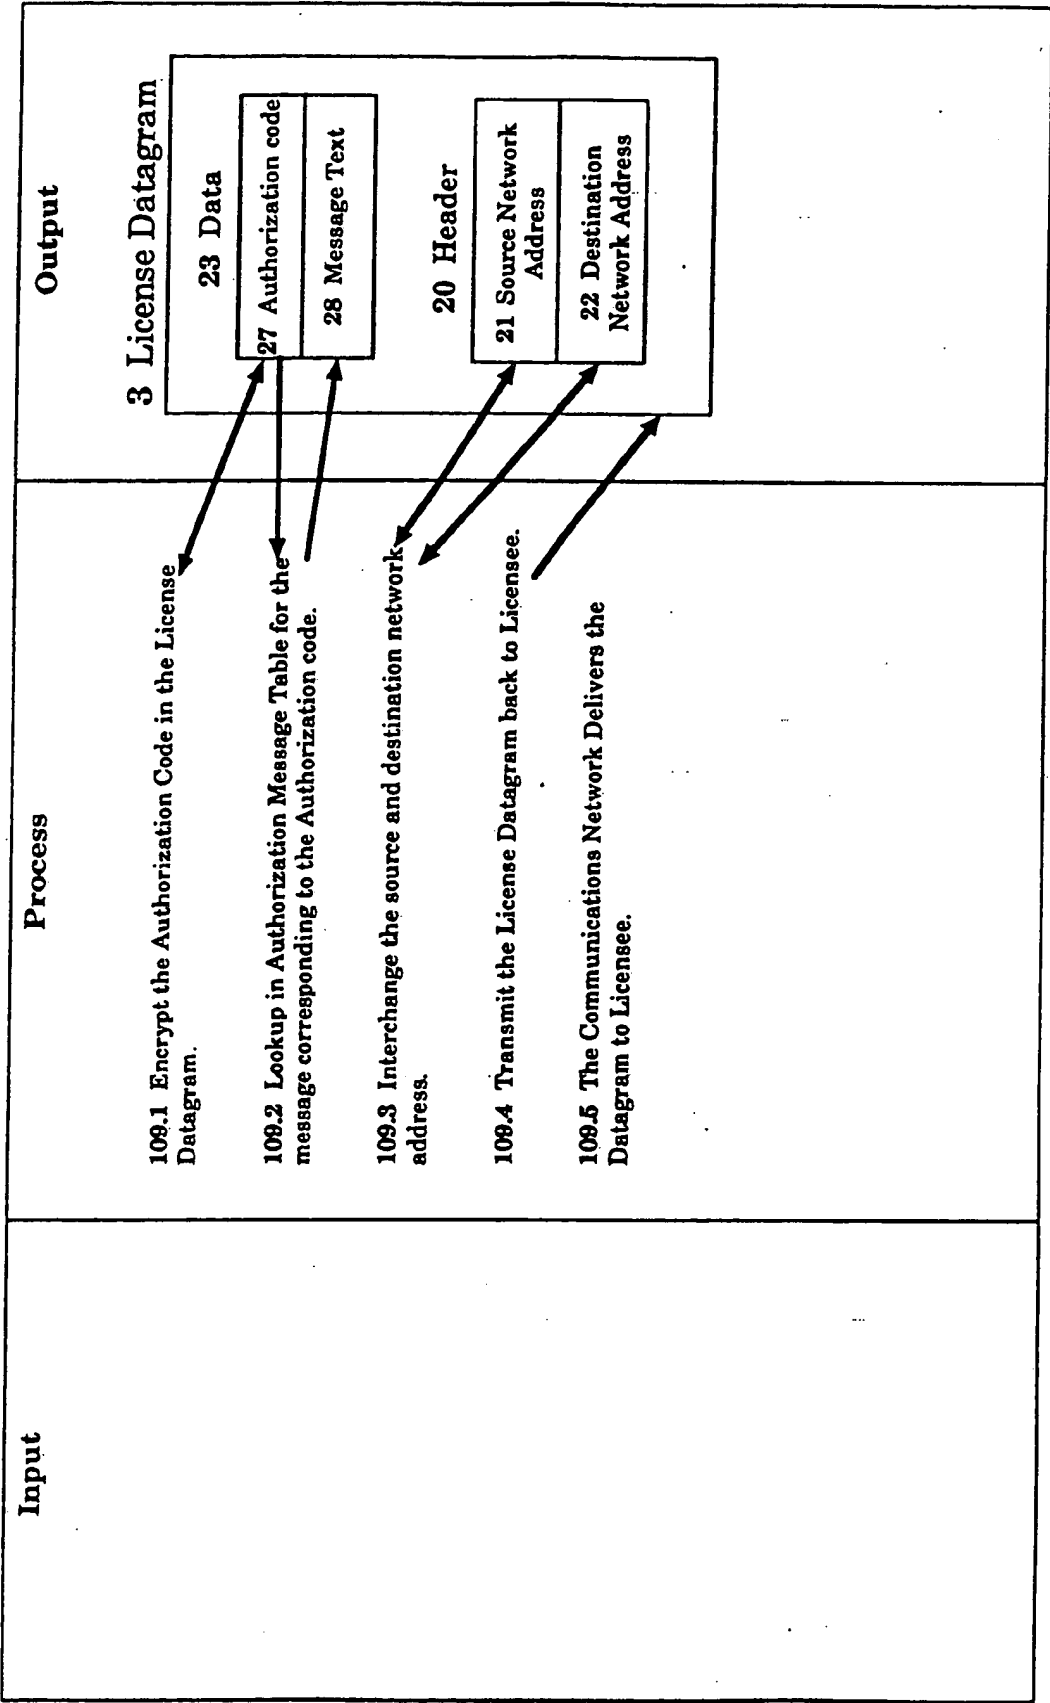 Input
Process
109.1 Encrypt the Authorization Code in the License
Datagram.
109.2 Lookup in Authorization Message Table for the
message corresponding to the Authorization code.
109.3 Interchange the source and destination network
address.
109.4 Transmit the License Datagram back to Licensee.
109.5 The Communications Network Delivers the
Datagram to Licensee.
Output
3 License Datagram
23 Data
27 Authorization code
28 Message Text
20 Header
21 Source Network
Address
22 Destination
Network Address